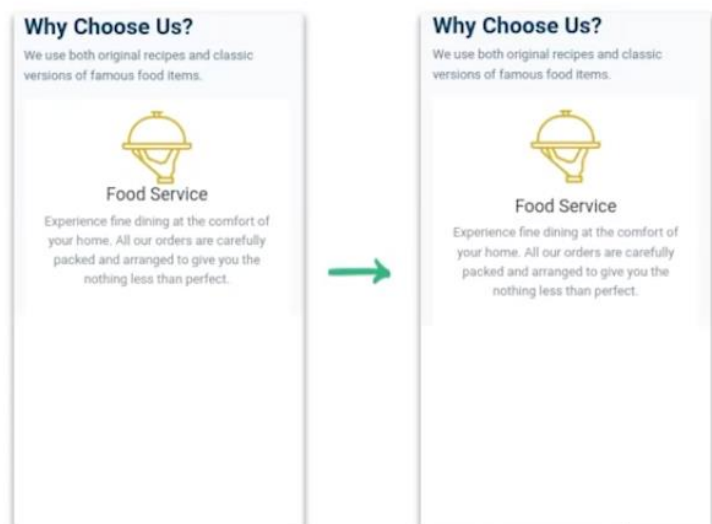 Why Choose Us?
We use both original recipes and classic
versions of famous food items.
Food Service
Experience fine dining at the comfort of
your home. All our orders are carefully
packed and arranged to give you the
nothing less than perfect.
Why Choose Us?
We use both original recipes and classic
versions of famous food items.
Food Service
Experience fine dining at the comfort of
your home. All our orders are carefully
packed and arranged to give you the
nothing less than perfect.